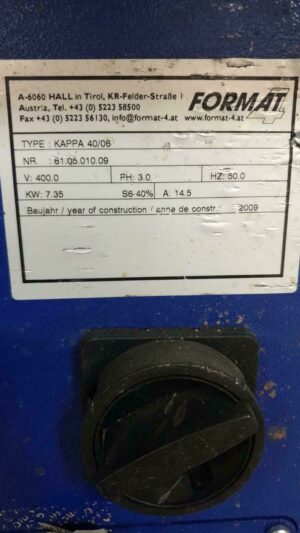 A-6060 HALL in Tirol, KR-Felder-Straße 1
Austria, Tel. +43 (0) 5223 58500
Fax +43 (0) 5223 56130, info@format-4.at
FORMAT 4
www.format-4.at
TYPE : KAPPA 40/06
NR. : 61.05.010.09
V: 400.0 PH: 3.0 HZ: 50.0
KW: 7.35 S6-40% A: 14.5
Baujahr / year of construction / anne de constr.: 2009